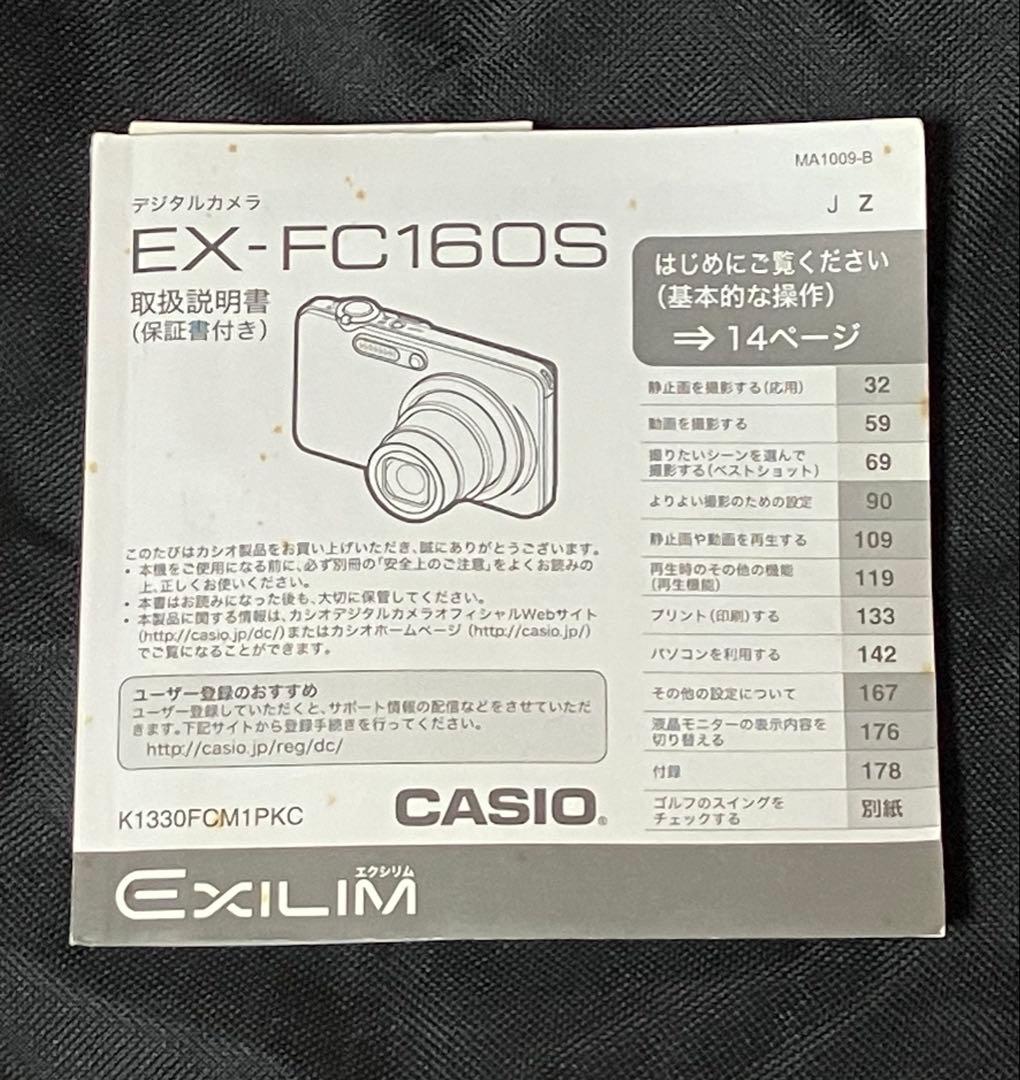 MA1009-B
J Z
デジタルカメラ
EX-FC160S
取扱説明書
(保証書付き)
はじめにご覧ください
(基本的な操作)
⇒14ページ
静止画を撮影する(応用) 32
動画を撮影する 59
撮りたいシーンを選んで
撮影する(ベストショット) 69
よりよい撮影のための設定 90
静止画や動画を再生する 109
再生時のその他の機能
(再生機能) 119
プリント(印刷)する 133
パソコンを利用する 142
その他の設定について 167
液晶モニターの表示内容を
切り替える 176
付録 178
ゴルフのスイングを
チェックする 別紙
このたびはカシオ製品をお買い上げいただき、誠にありがとうございます。
• 本機をご使用になる前に、必ず別冊の「安全上のご注意」をよくお読みの
上、正しくお使いください。
• 本書はお読みになった後も、大切に保管してください。
• 本製品に関する情報は、カシオデジタルカメラオフィシャルWebサイト
(http://casio.jp/dc/)またはカシオホームページ (http://casio.jp/)
でご覧になることができます。
ユーザー登録のおすすめ
ユーザー登録していただくと、サポート情報の配信などをさせていただ
きます。下記サイトから登録手続きを行ってください。
http://casio.jp/reg/dc/
K1330FCM1PKC
CASIO®
エクシリム
EXILIM